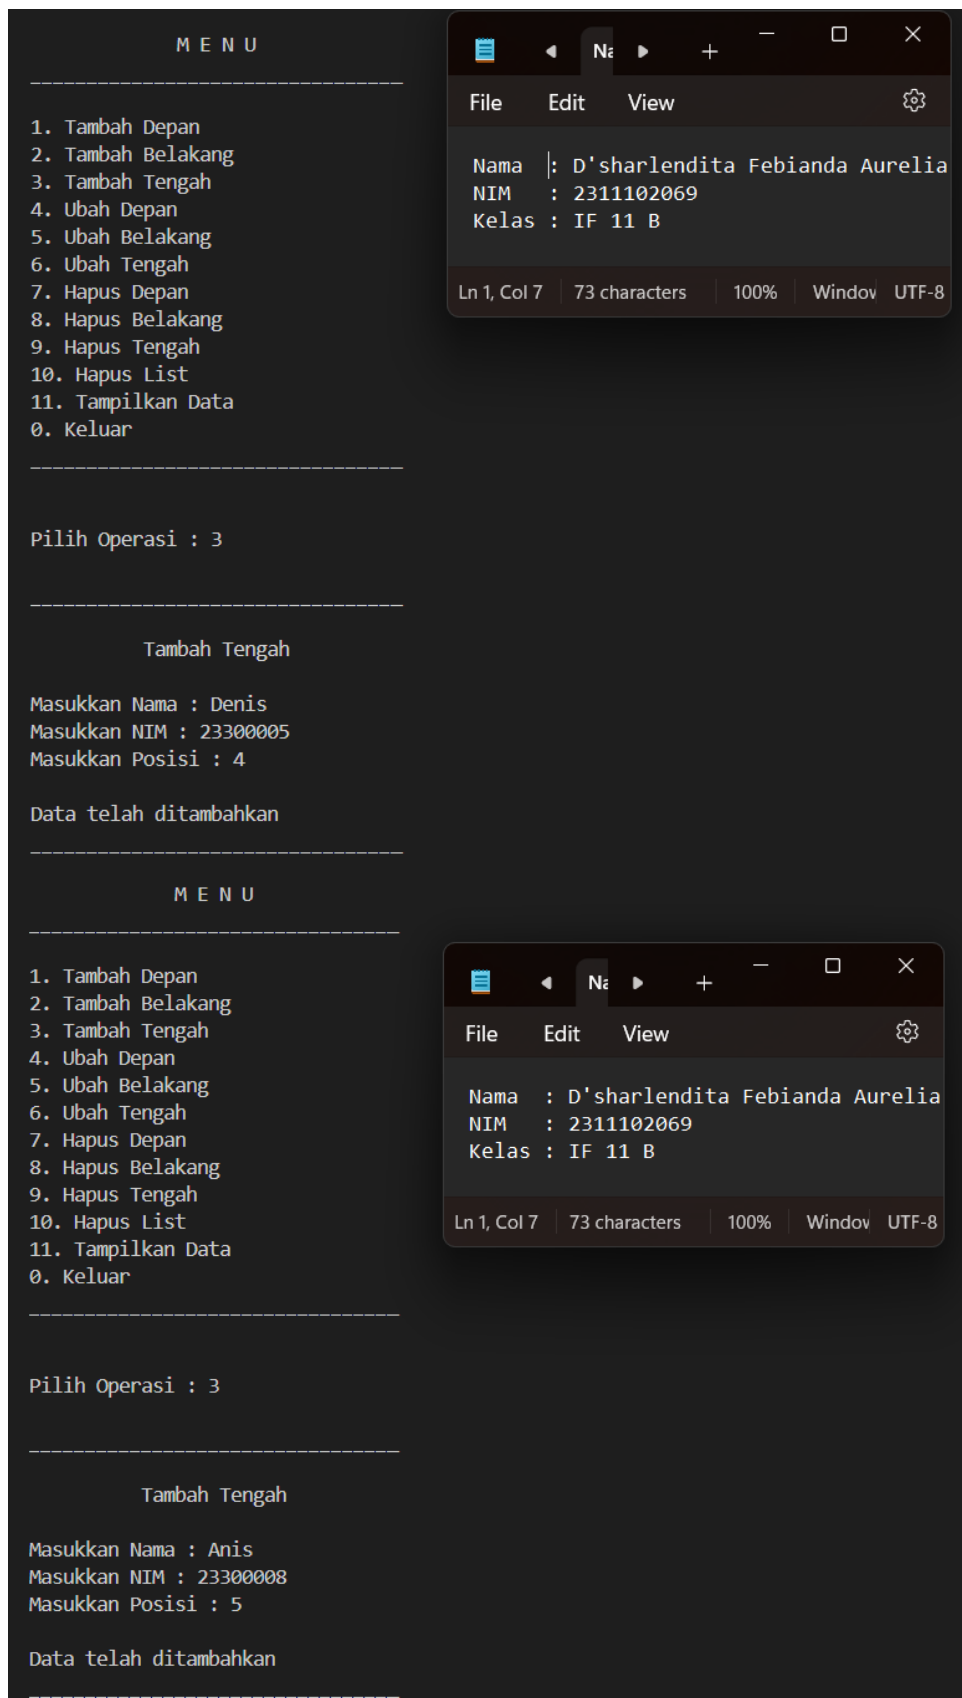 M E N U
1. Tambah Depan
2. Tambah Belakang
3. Tambah Tengah
4. Ubah Depan
5. Ubah Belakang
6. Ubah Tengah
7. Hapus Depan
8. Hapus Belakang
9. Hapus Tengah
10. Hapus List
11. Tampilkan Data
0. Keluar
Na
File Edit View
Nama : D'sharlendita Febianda Aurelia
NIM : 2311102069
Kelas : IF 11 B
Ln 1, Col 7 73 characters 100% Window UTF-8
Pilih Operasi : 3
Tambah Tengah
Masukkan Nama : Denis
Masukkan NIM : 23300005
Masukkan Posisi : 4
Data telah ditambahkan
M E N U
1. Tambah Depan
2. Tambah Belakang
3. Tambah Tengah
4. Ubah Depan
5. Ubah Belakang
6. Ubah Tengah
7. Hapus Depan
8. Hapus Belakang
9. Hapus Tengah
10. Hapus List
11. Tampilkan Data
0. Keluar
Na
File Edit View
Nama : D'sharlendita Febianda Aurelia
NIM : 2311102069
Kelas : IF 11 B
Ln 1, Col 7 73 characters 100% Window UTF-8
Pilih Operasi : 3
Tambah Tengah
Masukkan Nama : Anis
Masukkan NIM : 23300008
Masukkan Posisi : 5
Data telah ditambahkan